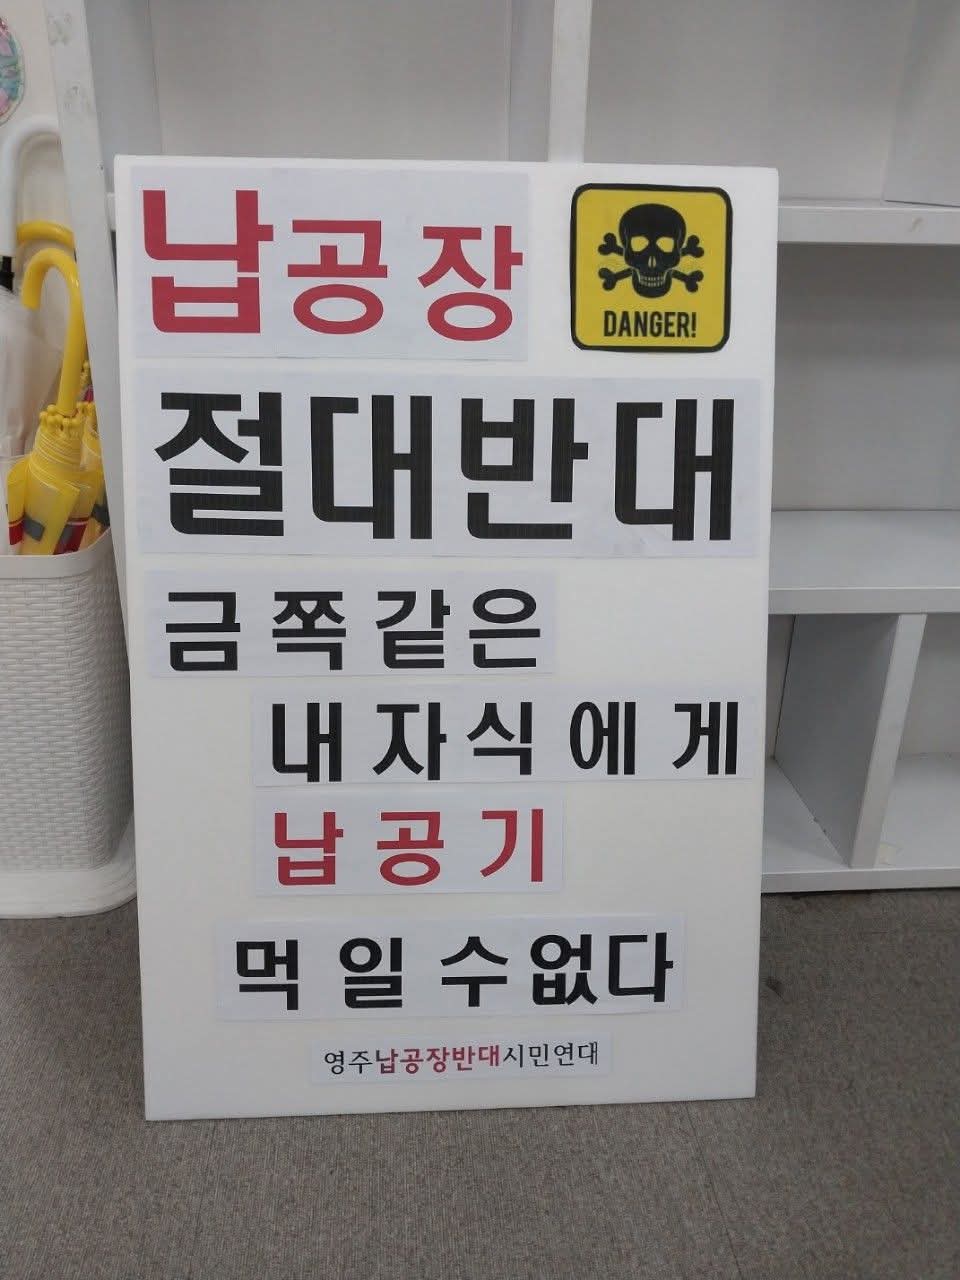 납공장
DANGER!
절대반대
금쪽같은
내자식에게
납공기
먹일수없다
영주납공장반대시민연대